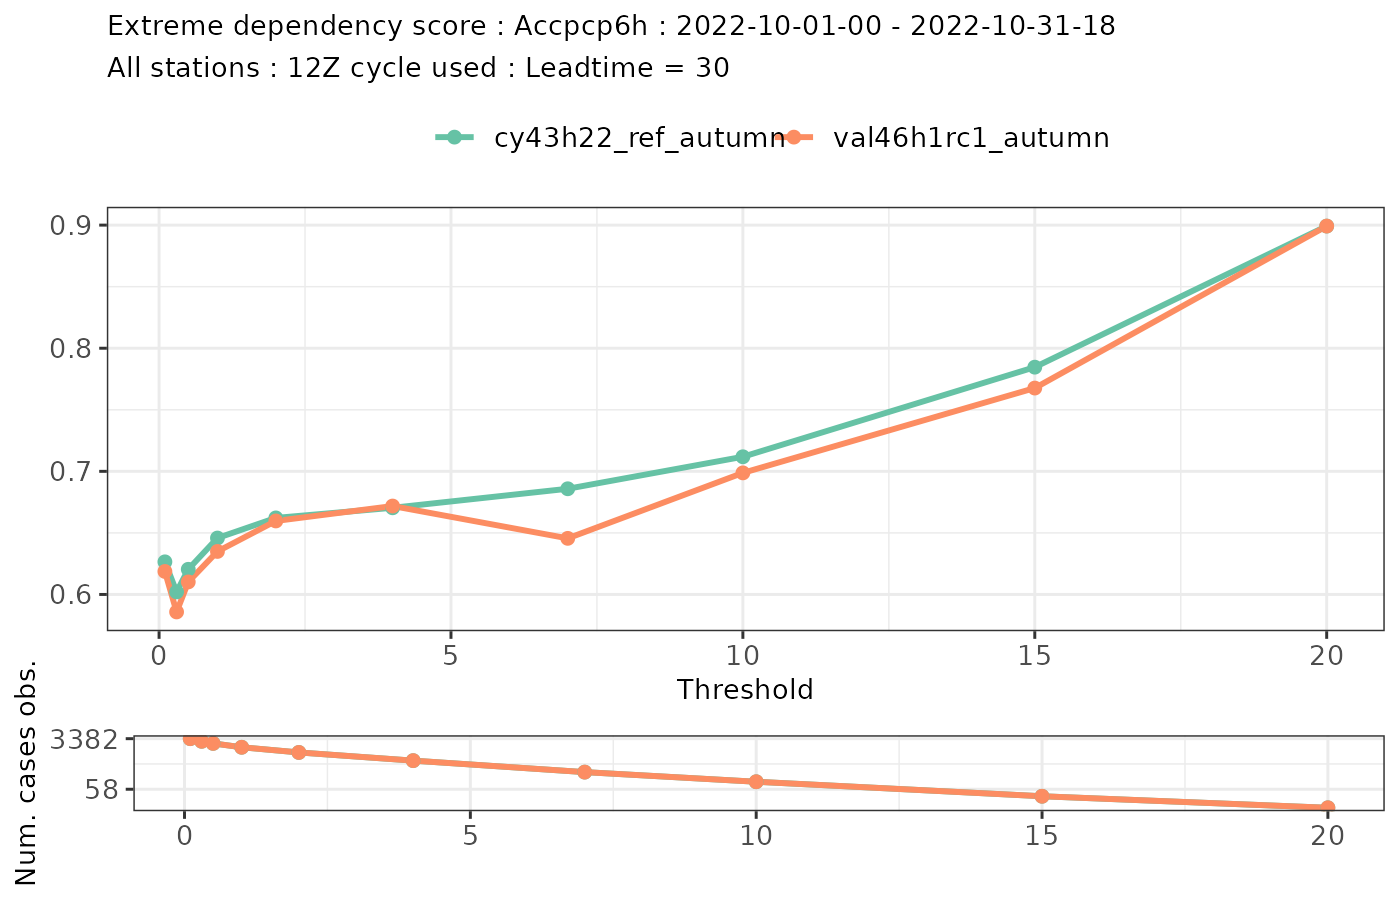 Extreme dependency score : Accpcp6h : 2022-10-01-00 - 2022-10-31-18
All stations : 12Z cycle used : Leadtime = 30
cy43h22_ref_autumn val46h1rc1_autumn
0.9
0.8
0.7
0.6
0 5 10 15 20
Threshold
Num. cases obs.
3382
58
0 5 10 15 20